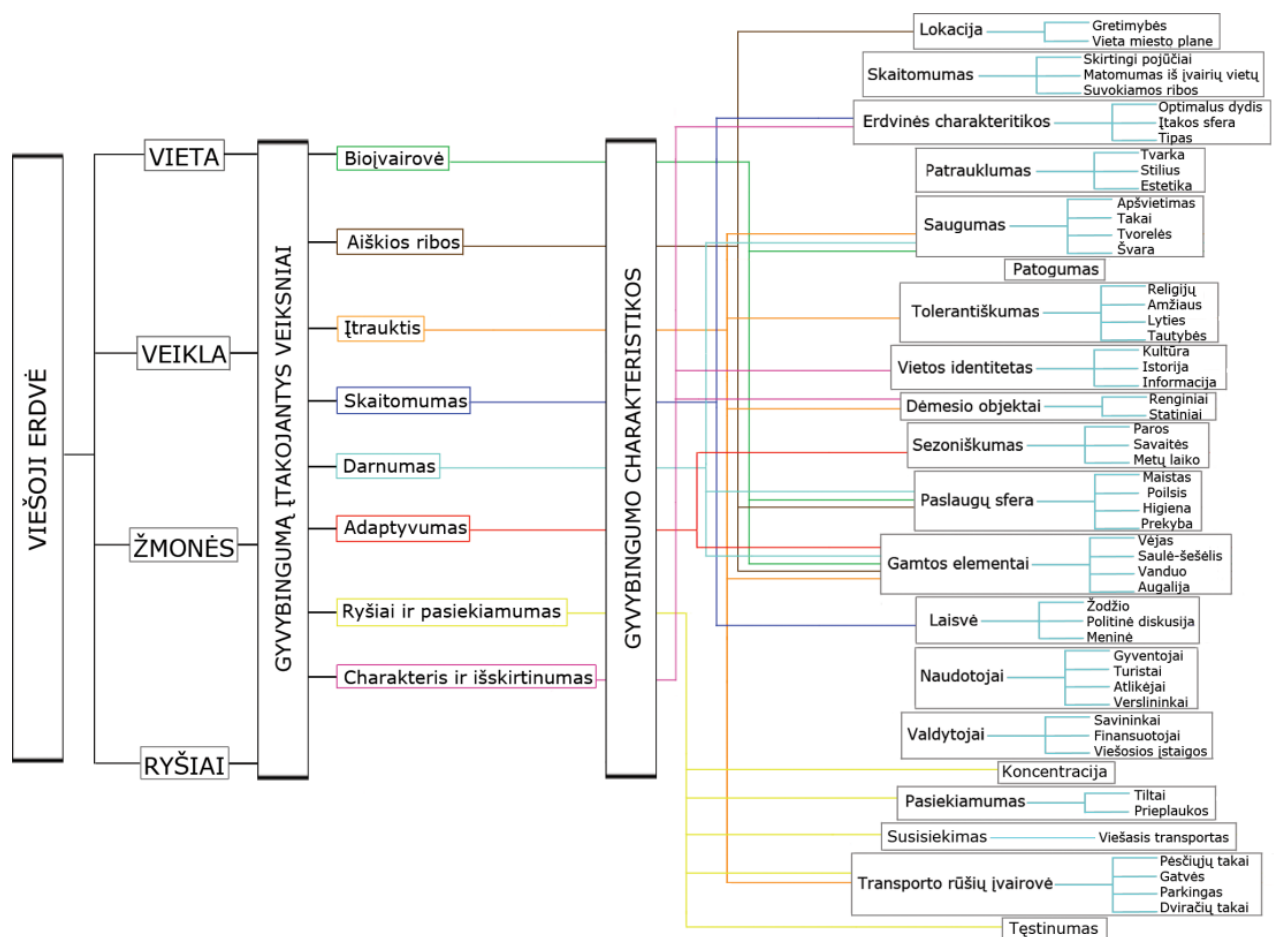 VIEŠOJI ERDVĖ
VIETA
VEIKLA
ŽMONĖS
RYŠIAI
GYVYBINGUMĄ ĮTAKOJANTYS VEIKSNIAI
Bioįvairovė
Aiškios ribos
Įtrauktis
Skaitomumas
Darnumas
Adaptyvumas
Ryšiai ir pasiekiamumas
Charakteris ir išskirtinumas
GYVYBINGUMO CHARAKTERISTIKOS
Lokacija
Gretimybės
Vieta miesto plane
Skaitomumas
Skirtingi pojūčiai
Matomumas iš įvairių vietų
Suvokiamos ribos
Erdvinės charakteritikos
Optimalus dydis
Įtakos sfera
Tipas
Patrauklumas
Tvarka
Stilius
Estetika
Saugumas
Apšvietimas
Takai
Tvorelės
Švara
Patogumas
Tolerantiškumas
Religijų
Amžiaus
Lyties
Tautybės
Vietos identitetas
Kultūra
Istorija
Informacija
Dėmesio objektai
Renginiai
Statiniai
Sezoniškumas
Paros
Savaitės
Metų laiko
Paslaugų sfera
Maistas
Poilsis
Higiena
Prekyba
Gamtos elementai
Vėjas
Saulė-šešėlis
Vanduo
Augalija
Laisvė
Žodžio
Politinė diskusija
Meninė
Naudotojai
Gyventojai
Turistai
Atlikėjai
Verslininkai
Valdytojai
Savininkai
Finansuotojai
Viešosios įstaigos
Koncentracija
Pasiekiamumas
Tiltai
Prieplaukos
Susisiekimas
Viešasis transportas
Transporto rūšių įvairovė
Pėsčiųjų takai
Gatvės
Parkingas
Dviračių takai
Tęstinumas